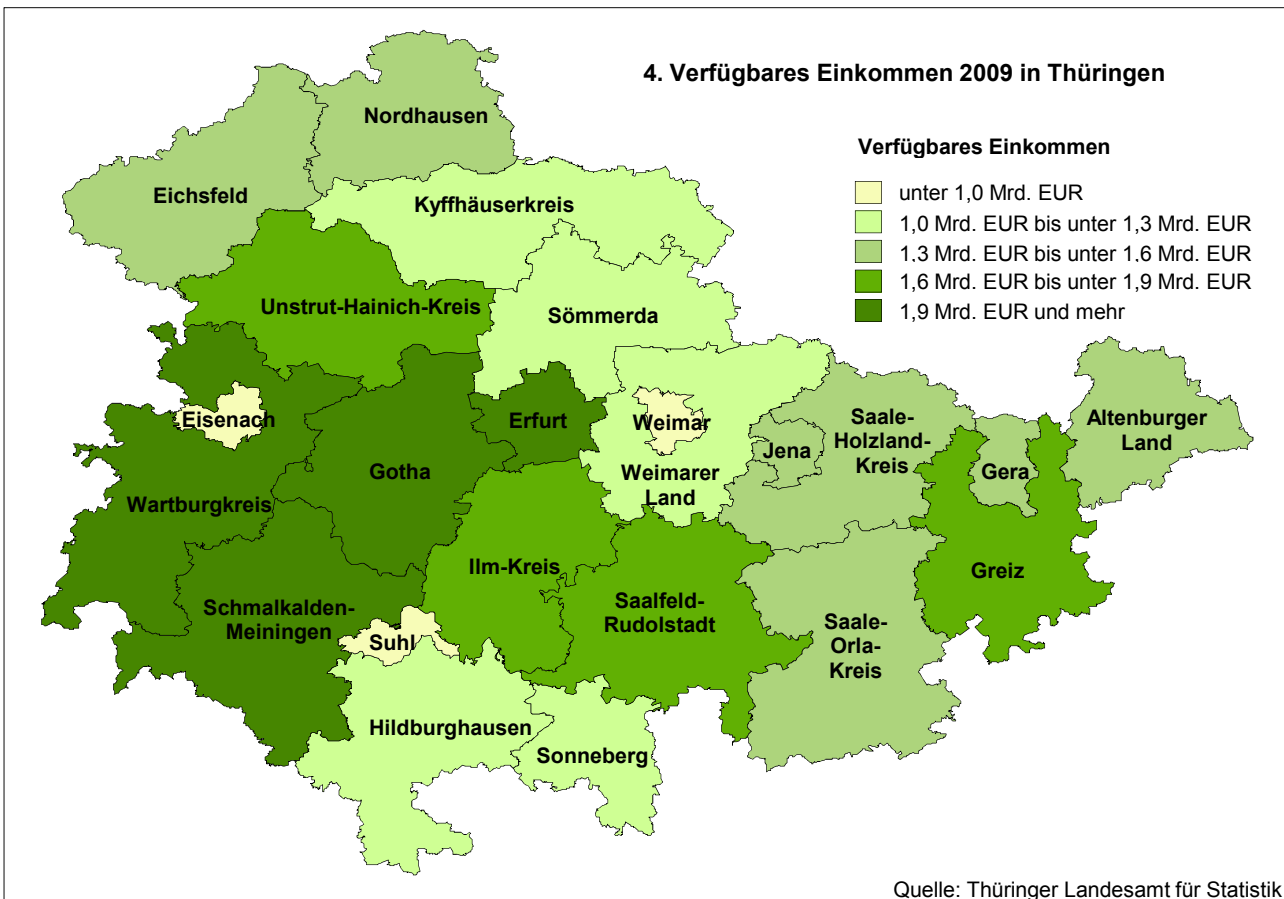 4. Verfügbares Einkommen 2009 in Thüringen
Verfügbares Einkommen
unter 1,0 Mrd. EUR
1,0 Mrd. EUR bis unter 1,3 Mrd. EUR
1.3 Mrd. EUR bis unter 1.6 Mrd. EUR
1,6 Mrd. EUR bis unter 1,9 Mrd. EUR
1,9 Mrd. EUR und mehr
Nordhausen
Eichsfeld
Kyffhäuserkreis
Unstrut-Hainich-Kreis
Sömmerda
Eisenach
Erfurt
Weimar
Saale-
Holzland-
Kreis
Altenburger
Land
Jena
Gera
Gotha
Weimarer
Land
Wartburgkreis
Ilm-Kreis
Greiz
Schmalkalden-
Meiningen
Saalfeld-
Rudolstadt
Saale-
Orla-
Kreis
Suhl
Hildburghausen
Sonneberg
Quelle: Thüringer Landesamt für Statistik